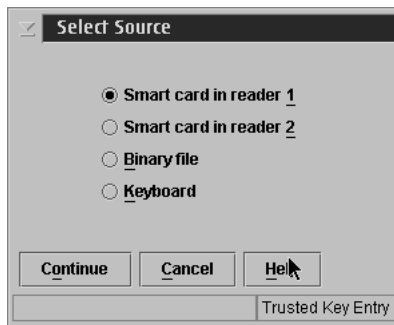 Select Source
Smart card in reader 1
Smart card in reader 2
Binary file
Keyboard
Continue Cancel Help
Trusted Key Entry